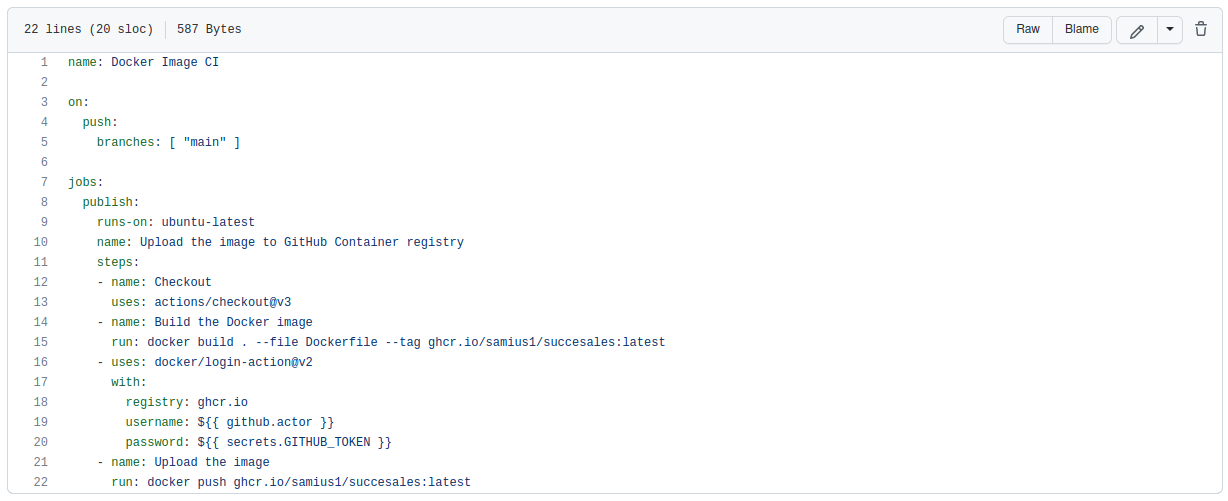 22 lines (20 sloc) 587 Bytes Raw Blame
1 name: Docker Image CI
2
3 on:
4   push:
5     branches: [ "main" ]
6
7 jobs:
8   publish:
9     runs-on: ubuntu-latest
10     name: Upload the image to GitHub Container registry
11     steps:
12     - name: Checkout
13       uses: actions/checkout@v3
14     - name: Build the Docker image
15       run: docker build . --file Dockerfile --tag ghcr.io/samius1/succesales:latest
16     - uses: docker/login-action@v2
17       with:
18         registry: ghcr.io
19         username: ${{ github.actor }}
20         password: ${{ secrets.GITHUB_TOKEN }}
21     - name: Upload the image
22       run: docker push ghcr.io/samius1/succesales:latest